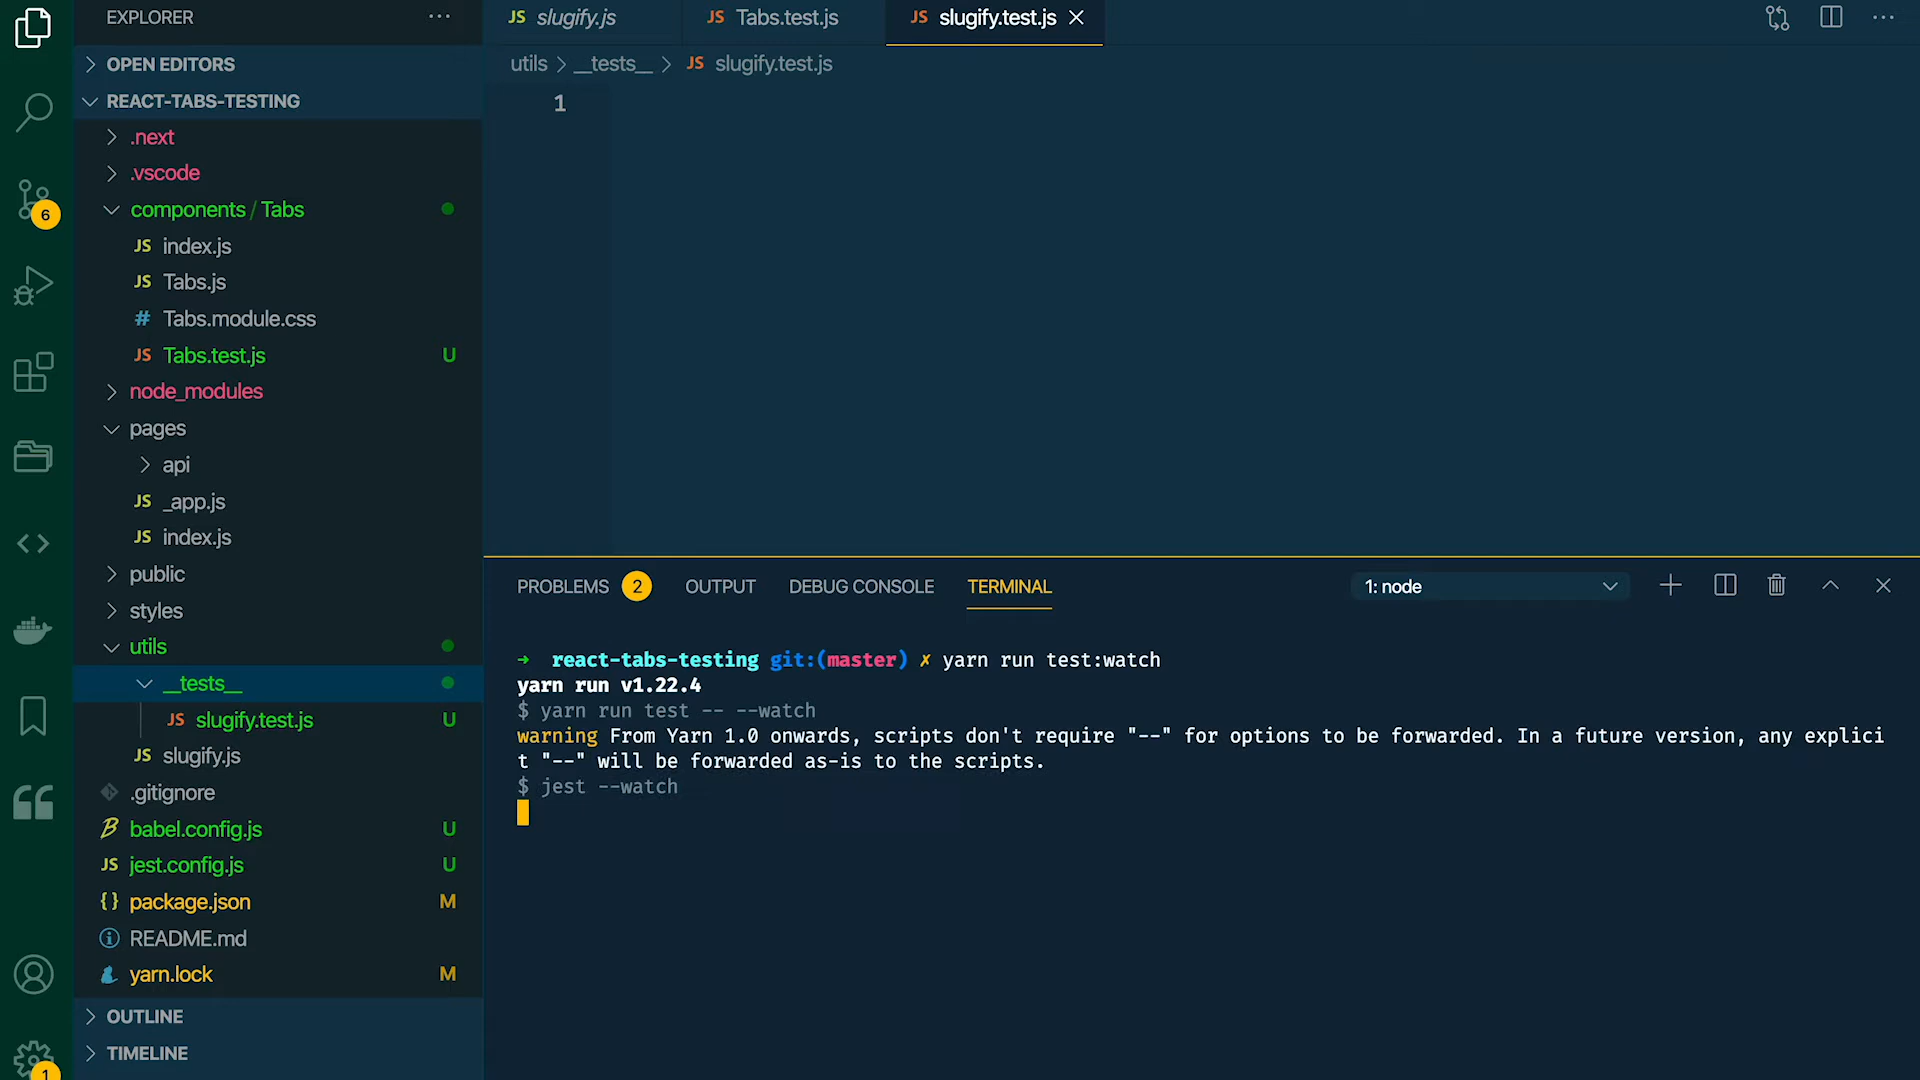 EXPLORER
OPEN EDITORS
REACT-TABS-TESTING
.next
.vscode
components / Tabs
JS index.js
JS Tabs.js
# Tabs.module.css
JS Tabs.test.js U
node_modules
pages
api
JS _app.js
JS index.js
public
styles
utils
__tests__
JS slugify.test.js U
JS slugify.js
.gitignore
babel.config.js U
JS jest.config.js U
{} package.json M
README.md
yarn.lock M
OUTLINE
TIMELINE
6
1
JS slugify.js
JS Tabs.test.js
JS slugify.test.js
utils > __tests__ > JS slugify.test.js
1
PROBLEMS 2 OUTPUT DEBUG CONSOLE TERMINAL
1: node
➜ react-tabs-testing git:(master) ✗ yarn run test:watch
yarn run v1.22.4
$ yarn run test -- --watch
warning From Yarn 1.0 onwards, scripts don't require "--" for options to be forwarded. In a future version, any explici
t "--" will be forwarded as-is to the scripts.
$ jest --watch